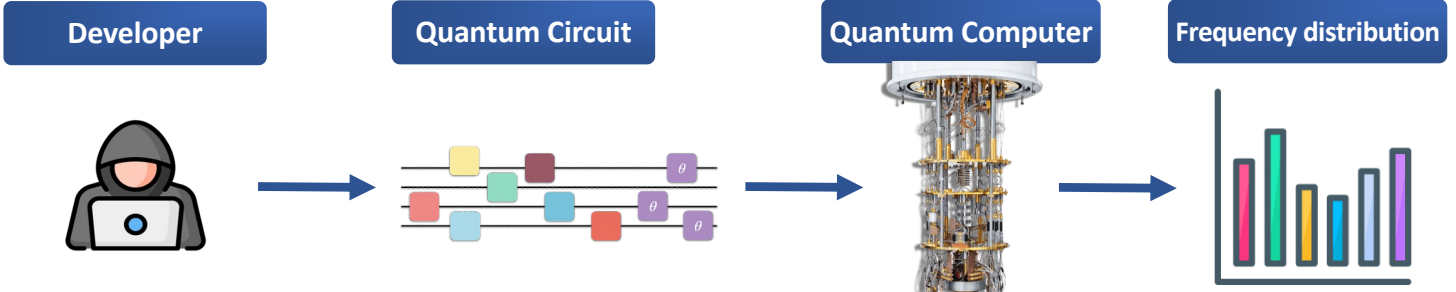 Developer
Quantum Circuit
Quantum Computer
Frequency distribution
θ
θ
θ